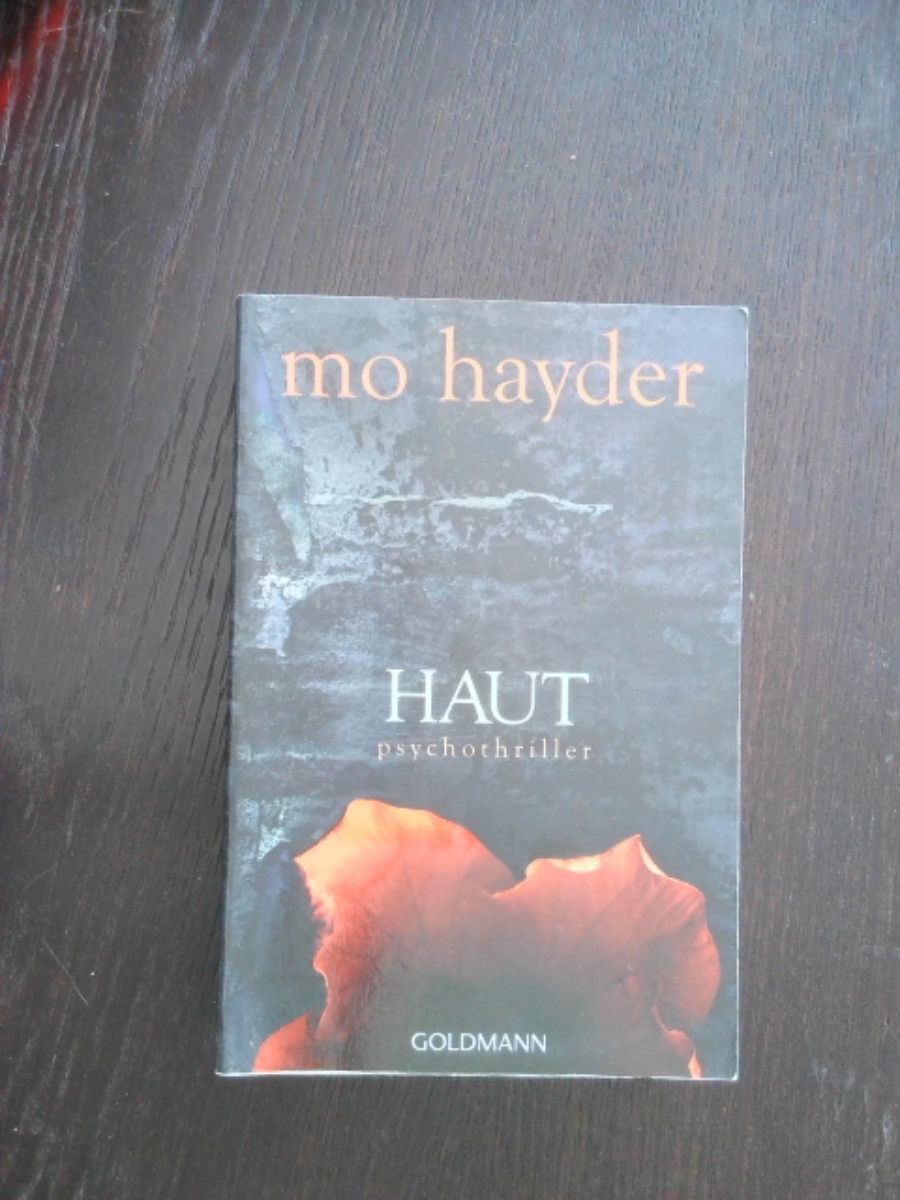 mo hayder
HAUT
psychothriller
GOLDMANN